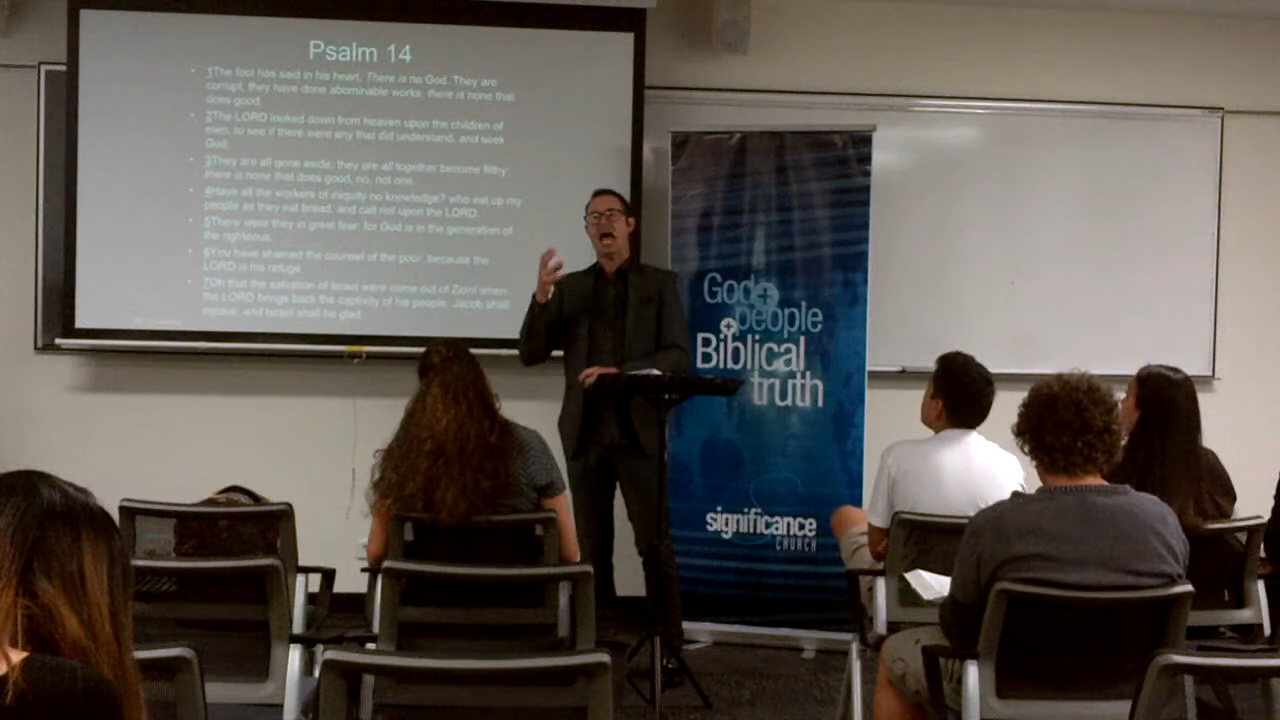 Psalm 14
1The fool has said in his heart, There is no God. They are
corrupt, they have done abominable works, there is none that
does good.
2The LORD looked down from heaven upon the children of
men, to see if there were any that did understand, and seek
God.
3They are all gone aside, they are all together become filthy:
there is none that does good, no, not one.
4Have all the workers of iniquity no knowledge? who eat up my
people as they eat bread, and call not upon the LORD.
5There were they in great fear: for God is in the generation of
the righteous.
6You have shamed the counsel of the poor, because the
LORD is his refuge.
7Oh that the salvation of Israel were come out of Zion! when
the LORD brings back the captivity of his people, Jacob shall
rejoice, and Israel shall be glad.
God+
people
+Biblical
truth
significance
CHURCH